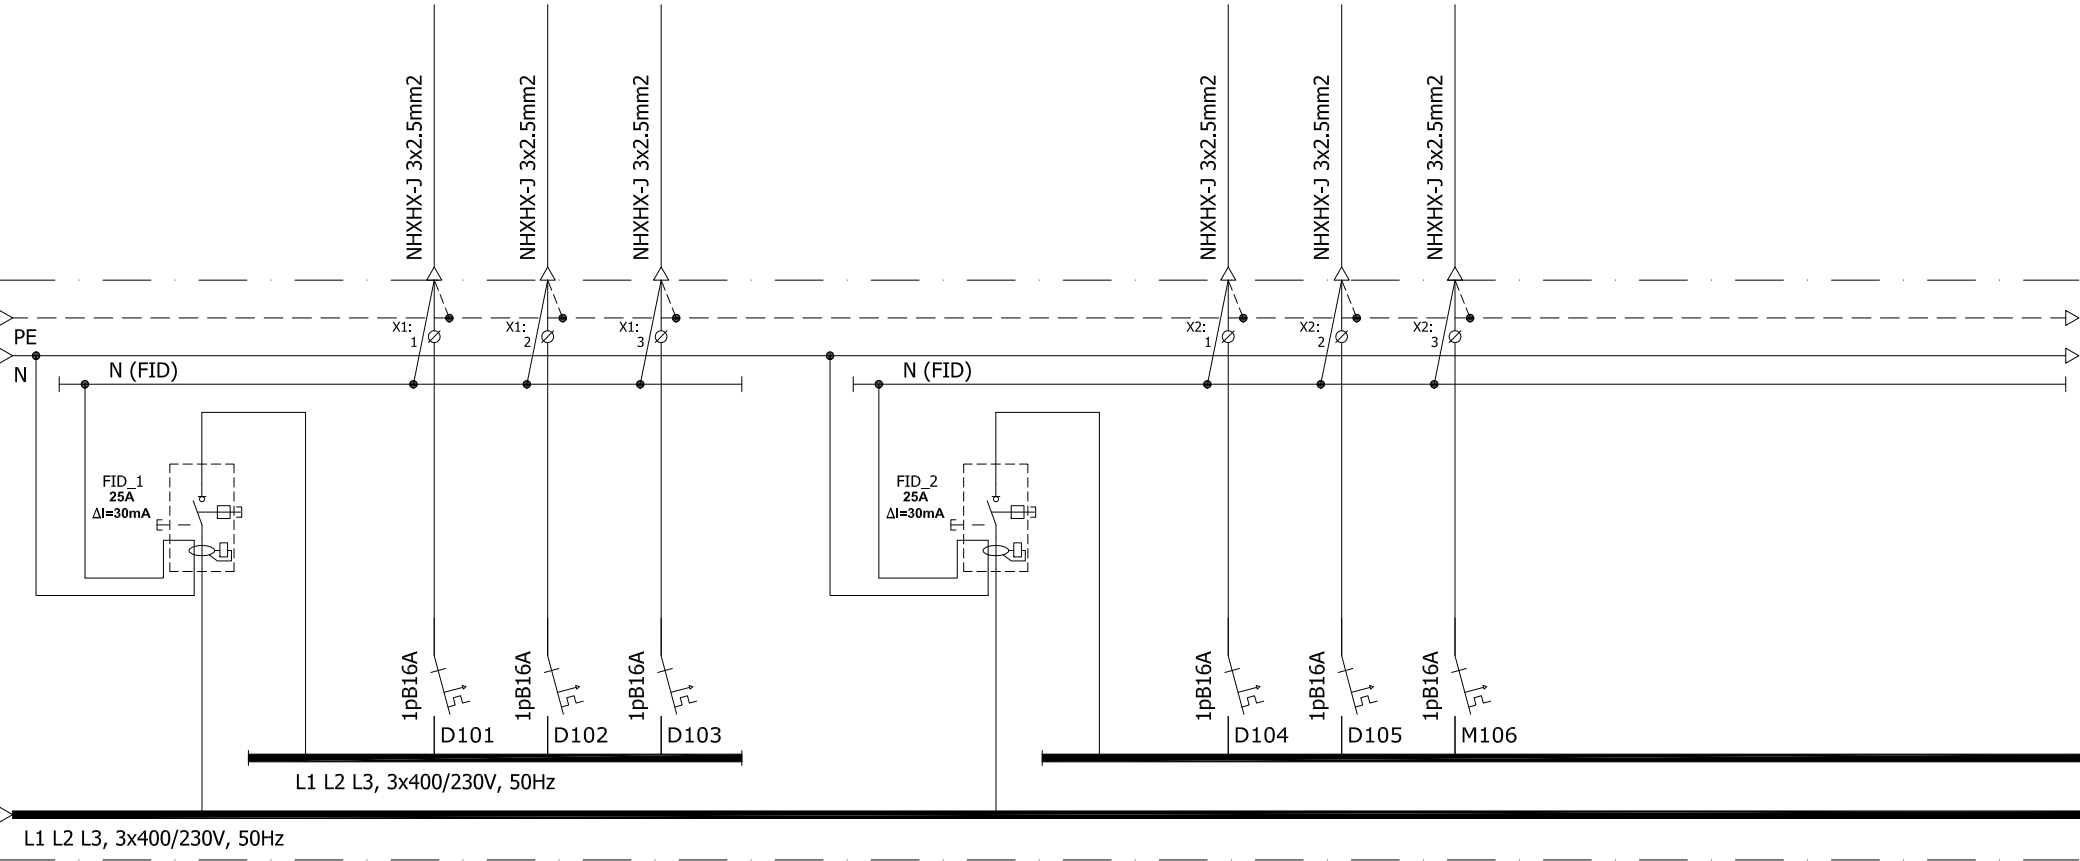 NHXHX-J 3x2.5mm2
NHXHX-J 3x2.5mm2
NHXHX-J 3x2.5mm2
NHXHX-J 3x2.5mm2
NHXHX-J 3x2.5mm2
NHXHX-J 3x2.5mm2
PE
X1:
1
X1:
2
X1:
3
X2:
1
X2:
2
X2:
3
N
N (FID)
N (FID)
FID_1
25A
ΔI=30mA
FID_2
25A
ΔI=30mA
1pB16A
1pB16A
1pB16A
1pB16A
1pB16A
1pB16A
D101
D102
D103
D104
D105
M106
L1 L2 L3, 3x400/230V, 50Hz
L1 L2 L3, 3x400/230V, 50Hz